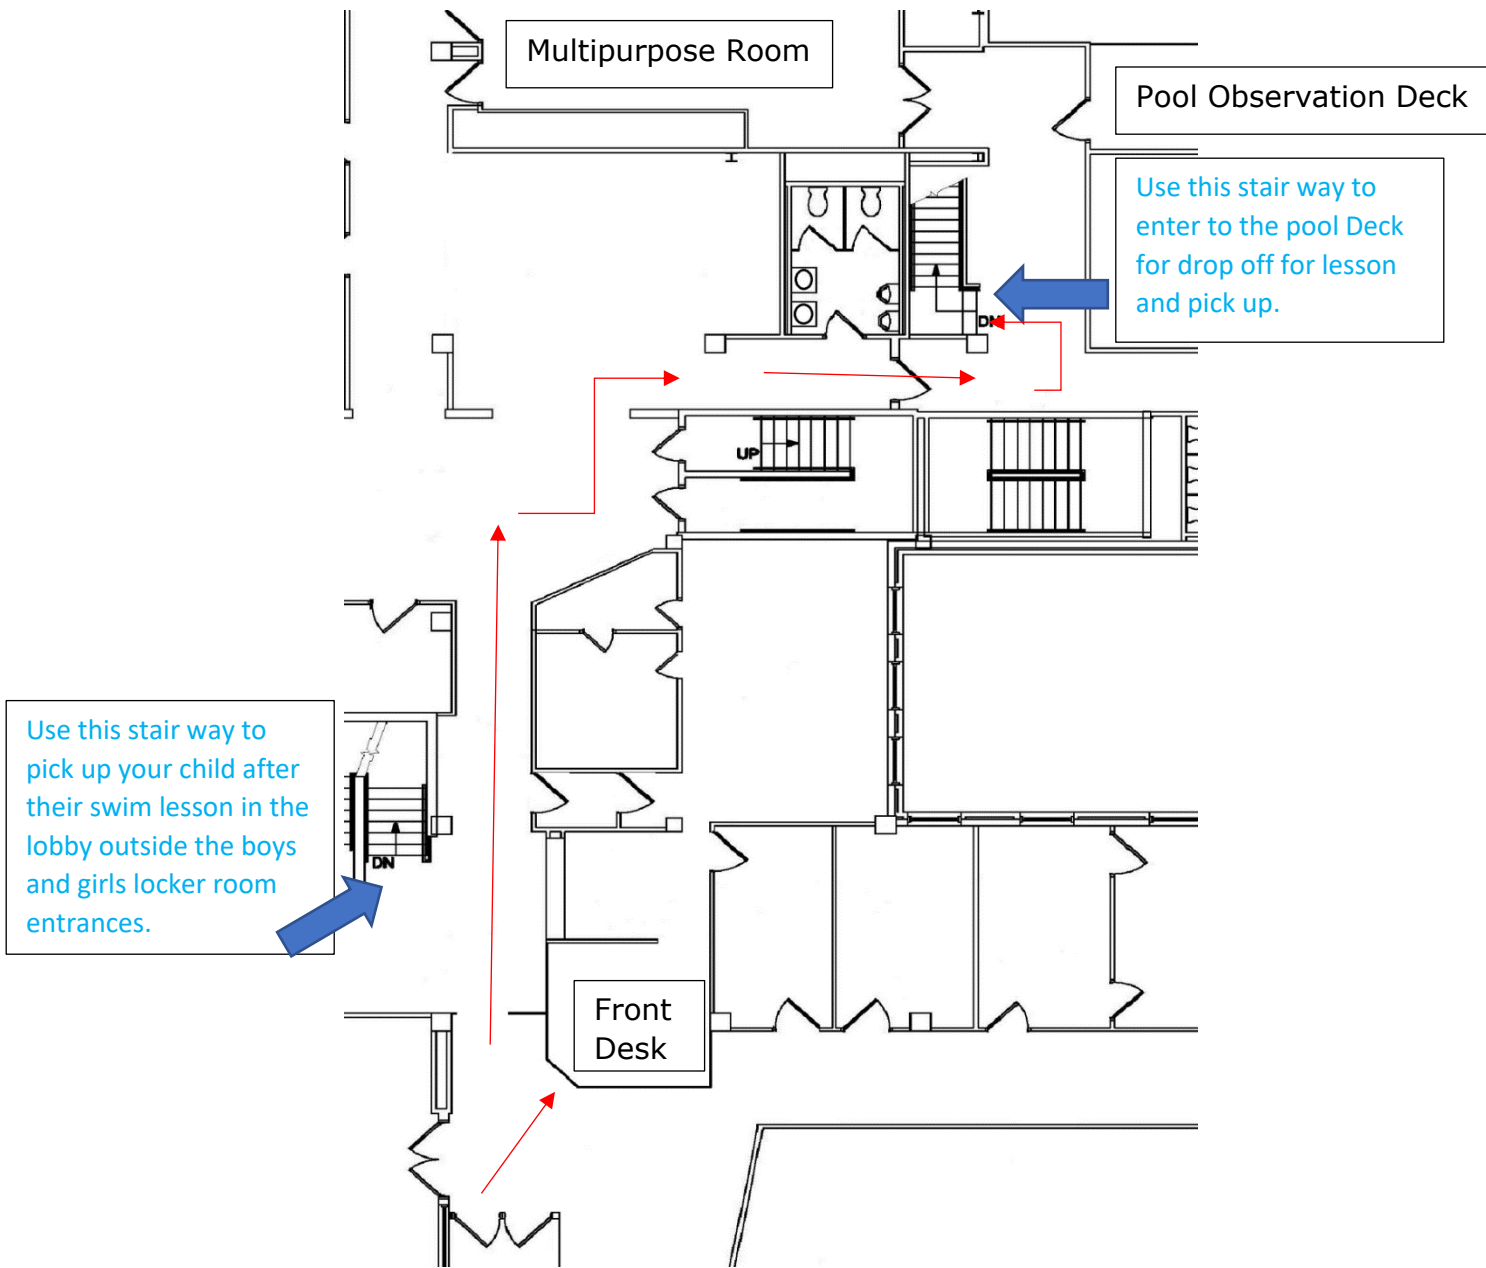 Multipurpose Room
Pool Observation Deck
Use this stair way to
enter to the pool Deck
for drop off for lesson
and pick up.
DN
UP
Use this stair way to
pick up your child after
their swim lesson in the
lobby outside the boys
and girls locker room
entrances.
DN
Front
Desk